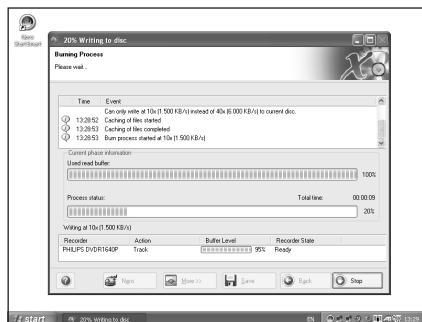 Nero
StartSmart
20% Writing to disc
Burning Process
Please wait...
Time Event
Can only write at 10x (1.500 KB/s) instead of 40x (6.000 KB/s) to current disc.
13:28:52 Caching of files started
13:28:53 Caching of files completed
13:28:53 Burn process started at 10x (1.500 KB/s)
Current phase information
Used read buffer:
100%
Process status: Total time: 00:00:09
20%
Writing at 10x (1.500 KB/s)
Recorder Action Buffer Level Recorder State
PHILIPS DVDR1640P Track 95% Ready
Nero More >> Save Back Stop
start 20% Writing to disc EN 13:29